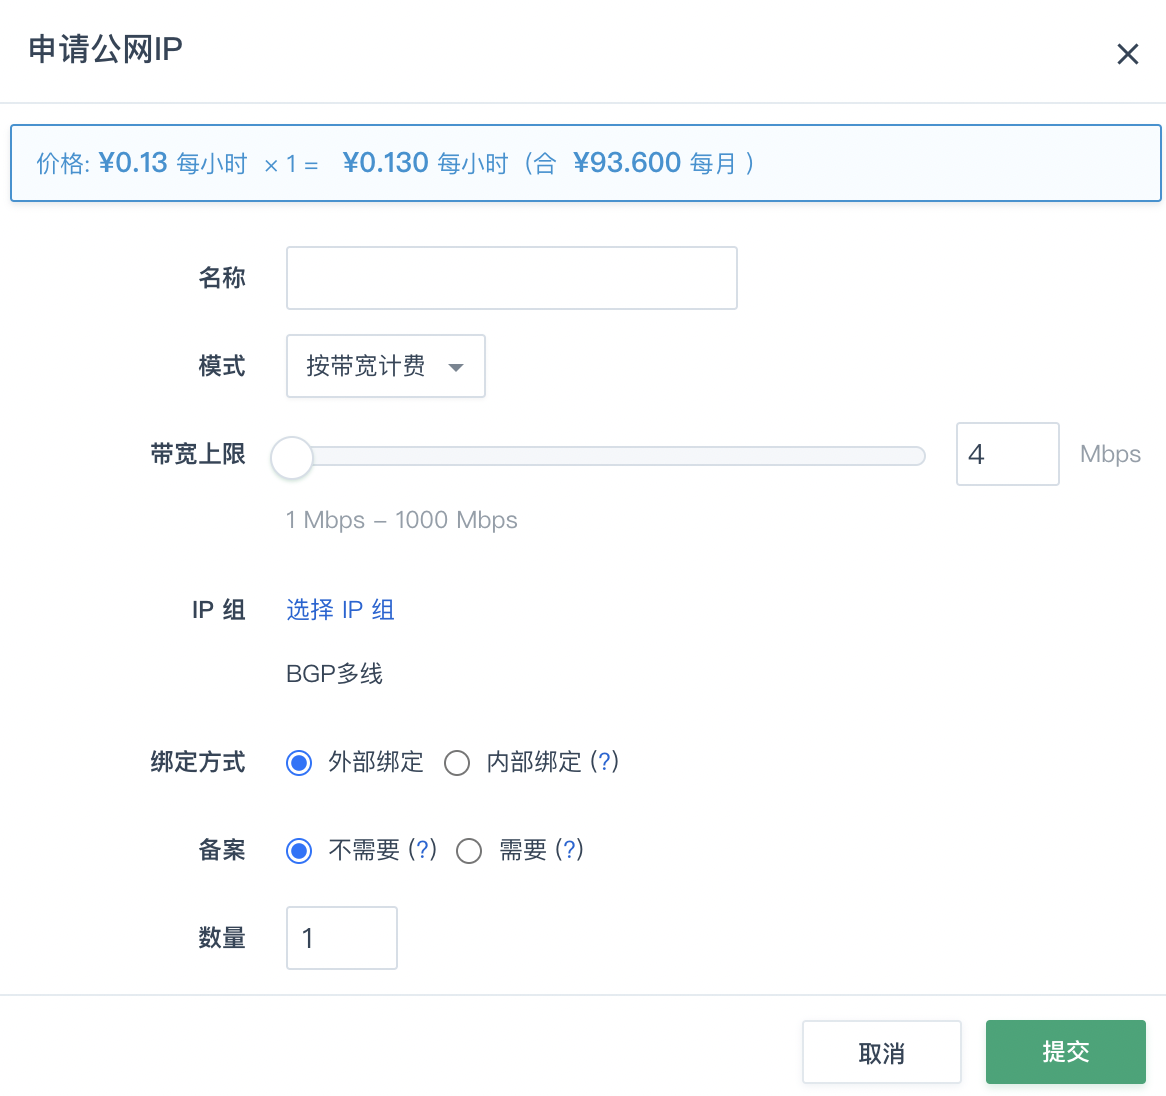 申请公网IP
价格: ¥0.13 每小时 × 1 = ¥0.130 每小时（合 ¥93.600 每月 ）
名称
模式 按带宽计费
带宽上限 4 Mbps
1 Mbps – 1000 Mbps
IP 组 选择 IP 组
BGP多线
绑定方式 外部绑定 内部绑定 (?)
备案 不需要 (?) 需要 (?)
数量 1
取消 提交